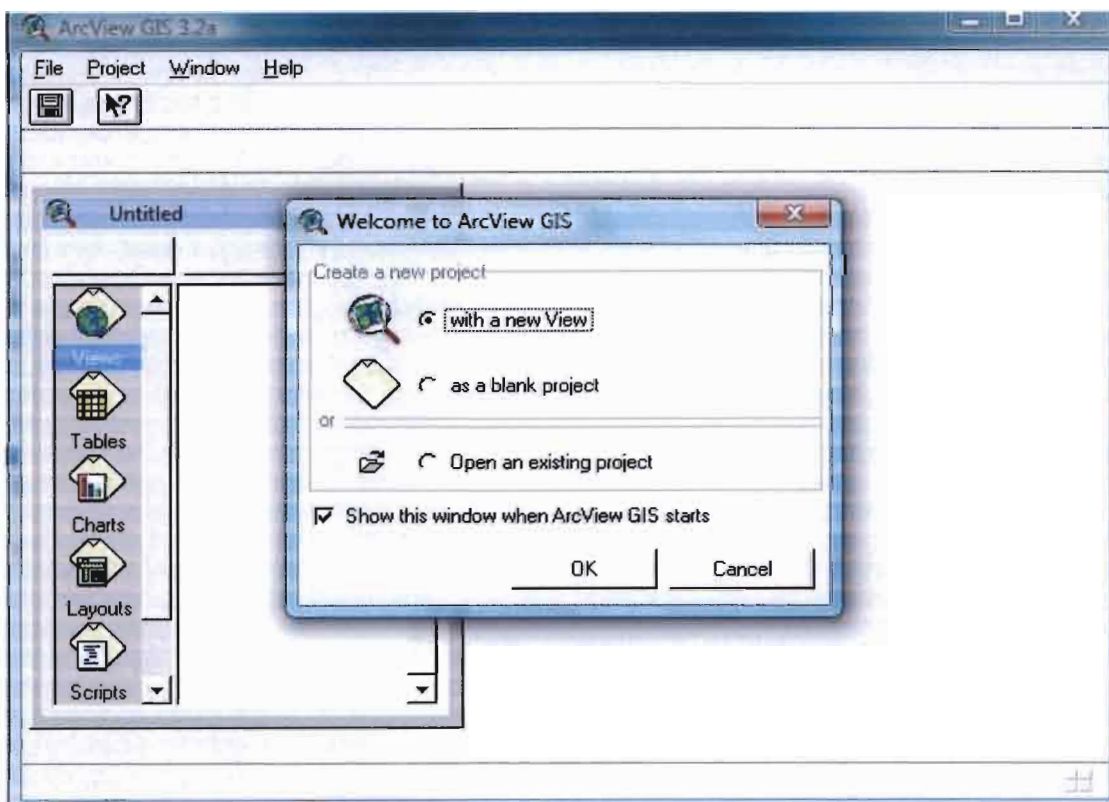 ArcView GIS 3.2a
File Project Window Help
Untitled
Views
Tables
Charts
Layouts
Scripts
Welcome to ArcView GIS
Create a new project
with a new View
as a blank project
or
Open an existing project
Show this window when ArcView GIS starts
OK Cancel